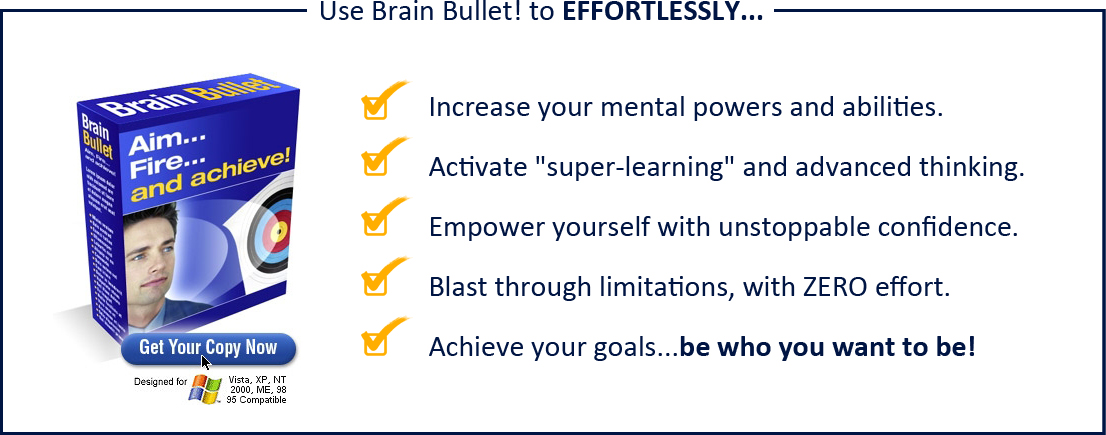 Use Brain Bullet! to EFFORTLESSLY...
Brain Bullet
Brain
Bullet
Aim...
Fire...
and achieve!
Get Your Copy Now
Designed for
Vista, XP, NT
2000, ME, 98
95 Compatible
Increase your mental powers and abilities.
Activate "super-learning" and advanced thinking.
Empower yourself with unstoppable confidence.
Blast through limitations, with ZERO effort.
Achieve your goals...be who you want to be!